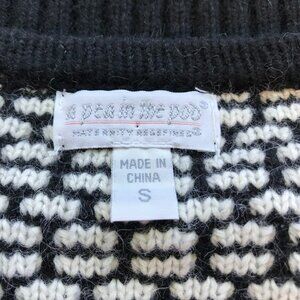 a pea in the pod®
MATERNITY REDEFINED®
MADE IN
CHINA
S